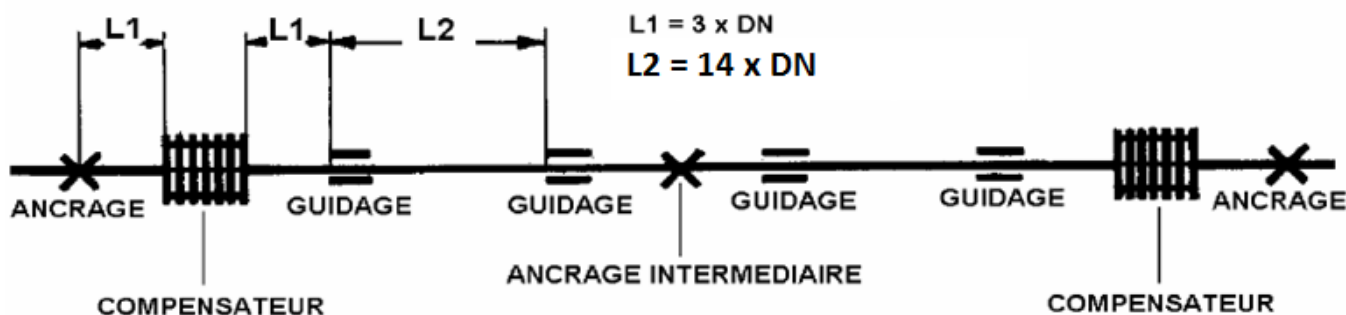 L1 L1 L2 L1 = 3 x DN
L2 = 14 x DN
ANCRAGE GUIDAGE GUIDAGE GUIDAGE GUIDAGE ANCRAGE
ANCRAGE INTERMEDIAIRE
COMPENSATEUR COMPENSATEUR